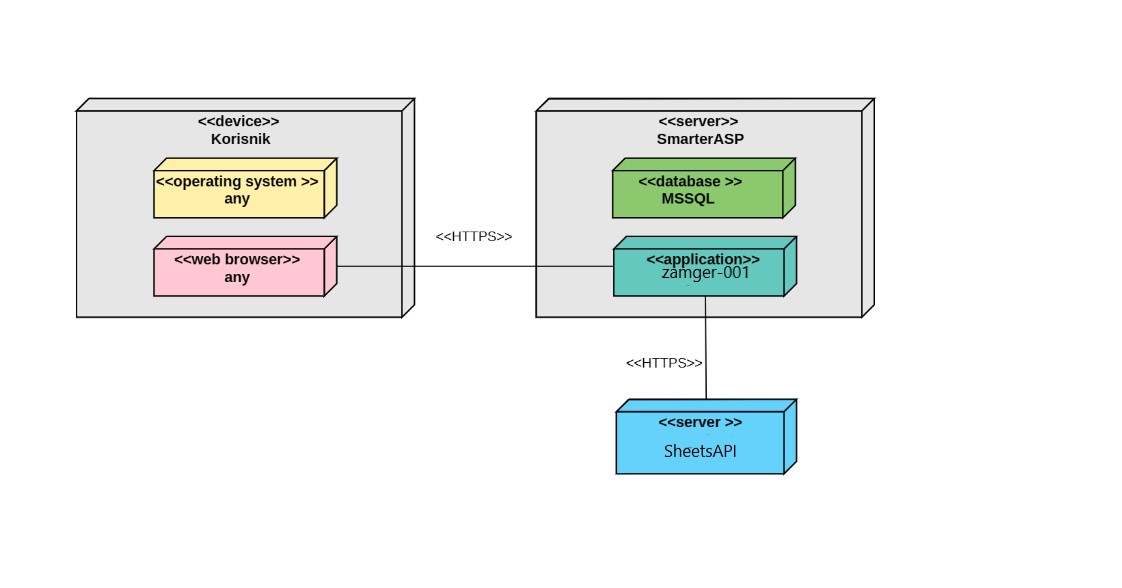 <<device>>
Korisnik
<<operating system >>
any
<<web browser>>
any
<<HTTPS>>
<<server>>
SmarterASP
<<database >>
MSSQL
<<application>>
zamger-001
<<HTTPS>>
<<server >>
SheetsAPI